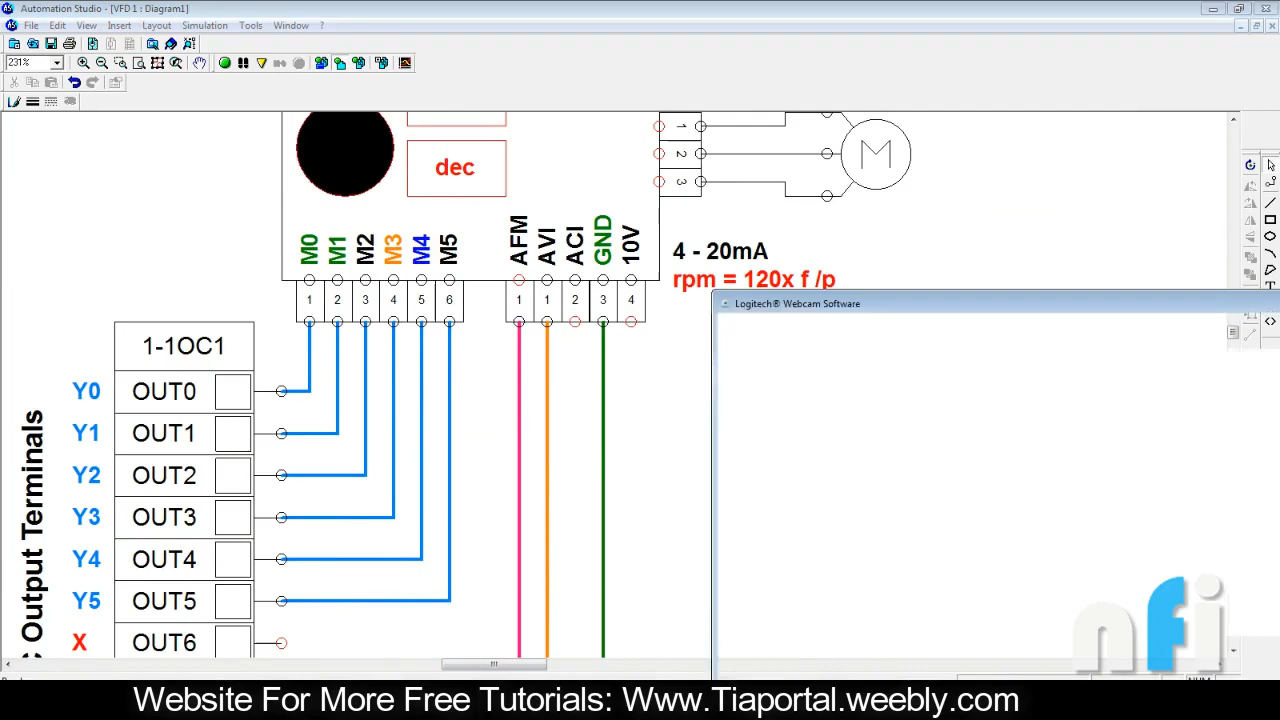 Automation Studio - [VFD 1 : Diagram1]
File Edit View Insert Layout Simulation Tools Window ?
231%
dec
1
2
3
M
M0 M1 M2 M3 M4 M5 AFM AVI ACI GND 10V
4 - 20mA
rpm = 120x f /p
1 2 3 4 5 6 1 1 2 3 4
Logitech® Webcam Software
1-1OC1
Y0 OUT0
Y1 OUT1
Y2 OUT2
Y3 OUT3
Y4 OUT4
Y5 OUT5
X OUT6
Output Terminals
nfi
Website For More Free Tutorials: Www.Tiaportal.weebly.com